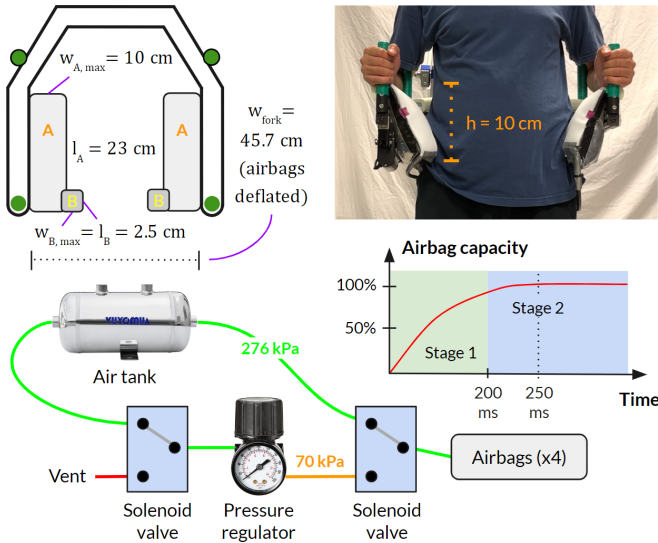 w_A, max = 10 cm
A
A
l_A = 23 cm
B
B
w_B, max = l_B = 2.5 cm
w_fork =
45.7 cm
(airbags
deflated)
h = 10 cm
Airbag capacity
100%
50%
Stage 1
Stage 2
200
ms
250
ms
Time
276 kPa
Air tank
Vent
70 kPa
Airbags (x4)
Solenoid
valve
Pressure
regulator
Solenoid
valve